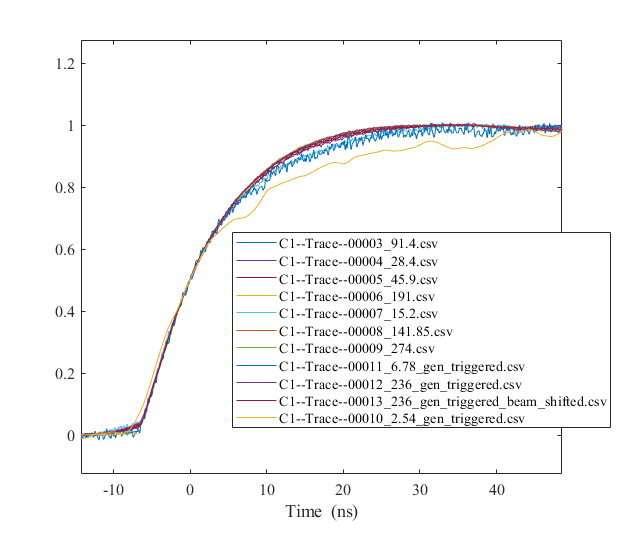 1.2
1
0.8
0.6
0.4
0.2
0
-10
0
10
20
30
40
Time (ns)
C1--Trace--00003_91.4.csv
C1--Trace--00004_28.4.csv
C1--Trace--00005_45.9.csv
C1--Trace--00006_191.csv
C1--Trace--00007_15.2.csv
C1--Trace--00008_141.85.csv
C1--Trace--00009_274.csv
C1--Trace--00011_6.78_gen_triggered.csv
C1--Trace--00012_236_gen_triggered.csv
C1--Trace--00013_236_gen_triggered_beam_shifted.csv
C1--Trace--00010_2.54_gen_triggered.csv